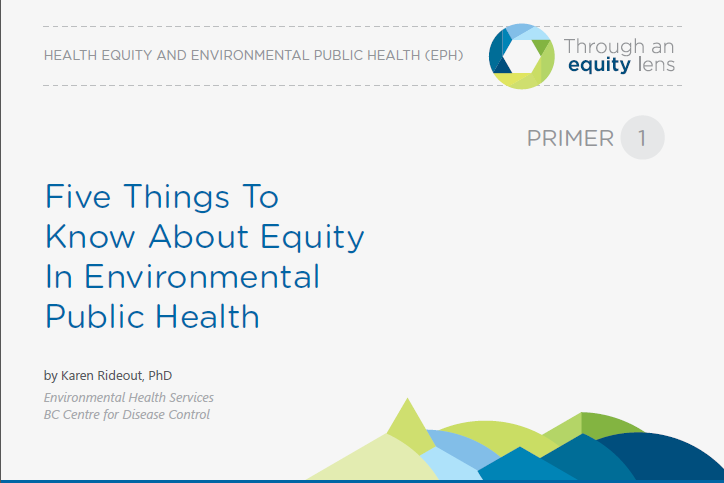 HEALTH EQUITY AND ENVIRONMENTAL PUBLIC HEALTH (EPH)
Through an
equity lens
PRIMER 1
Five Things To
Know About Equity
In Environmental
Public Health
by Karen Rideout, PhD
Environmental Health Services
BC Centre for Disease Control